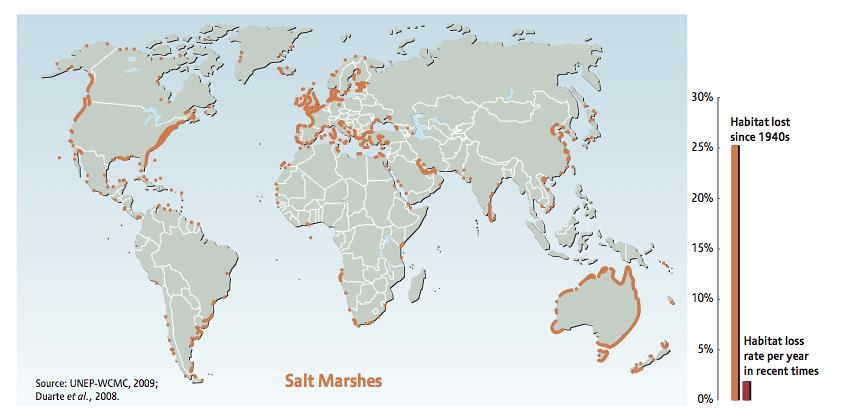 30%
Habitat lost
since 1940s
25%
20%
15%
10%
Habitat loss
rate per year
in recent times
5%
0%
Source: UNEP-WCMC, 2009;
Duarte et al., 2008.
Salt Marshes